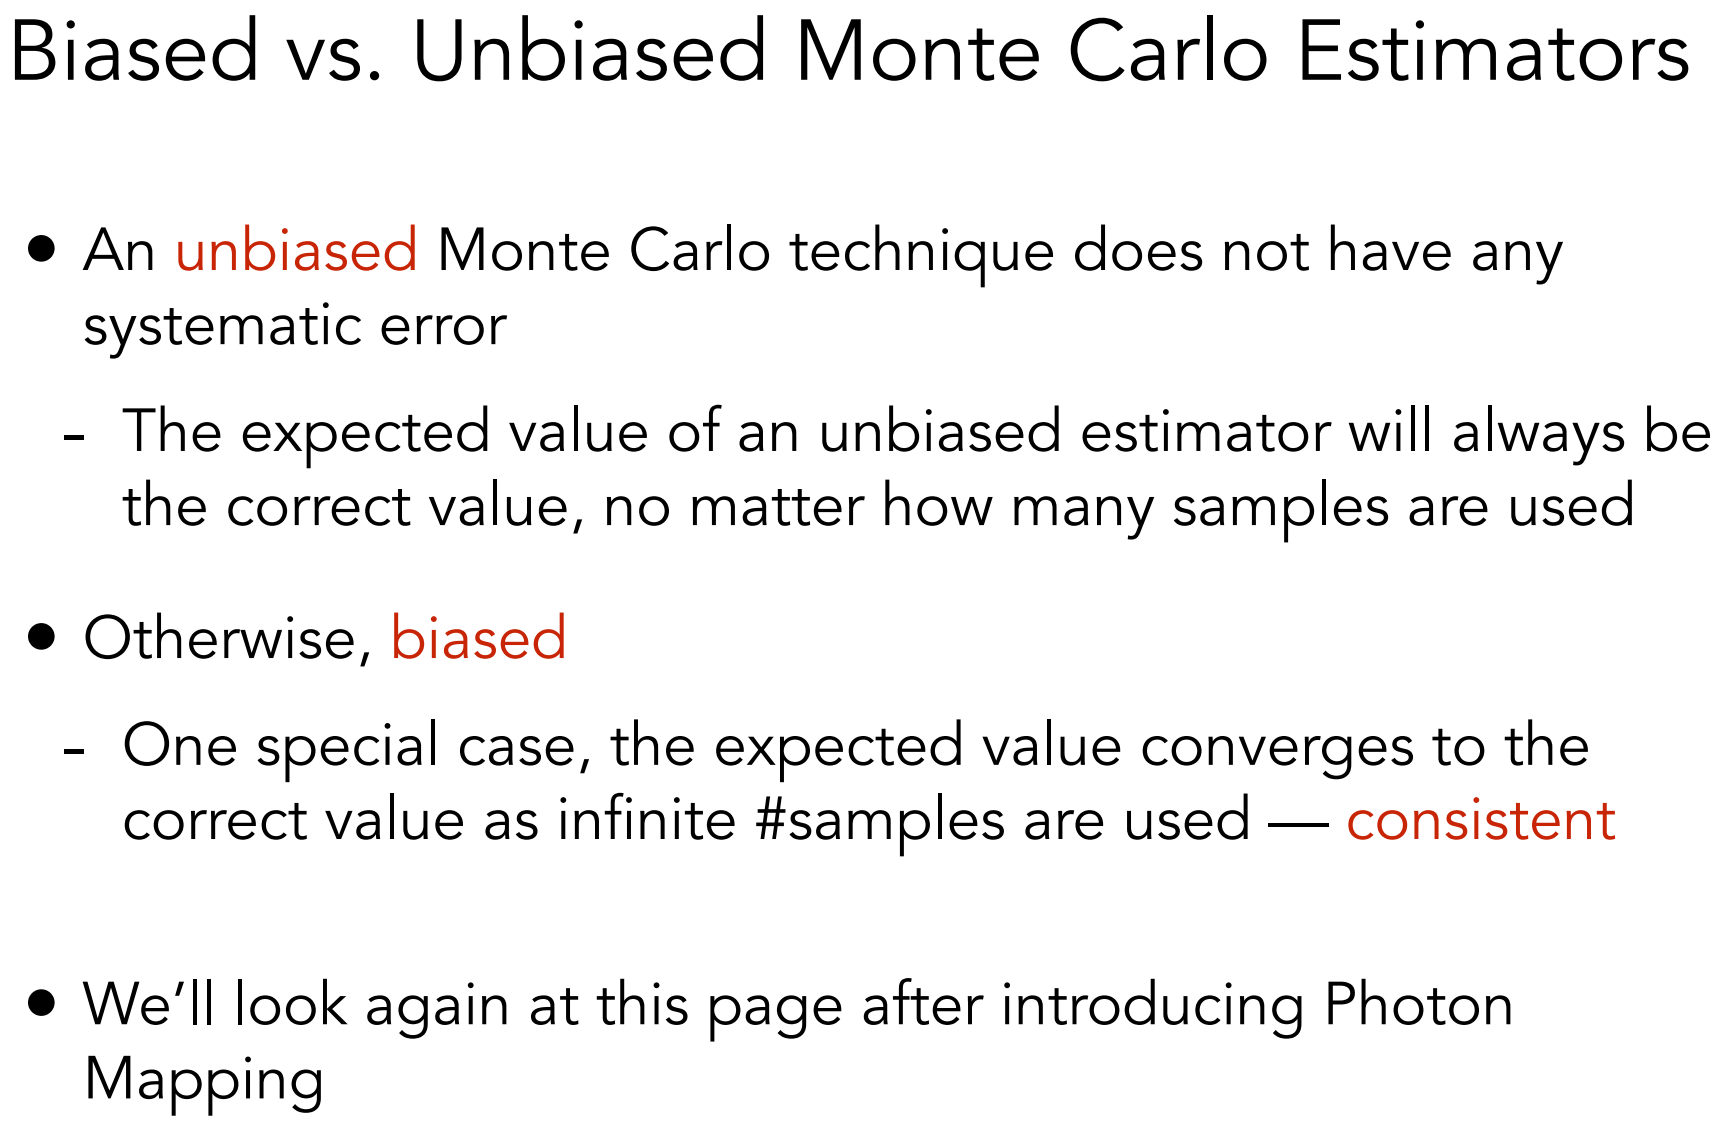 Biased vs. Unbiased Monte Carlo Estimators
• An unbiased Monte Carlo technique does not have any
systematic error
- The expected value of an unbiased estimator will always be
the correct value, no matter how many samples are used
• Otherwise, biased
- One special case, the expected value converges to the
correct value as infinite #samples are used — consistent
• We’ll look again at this page after introducing Photon
Mapping